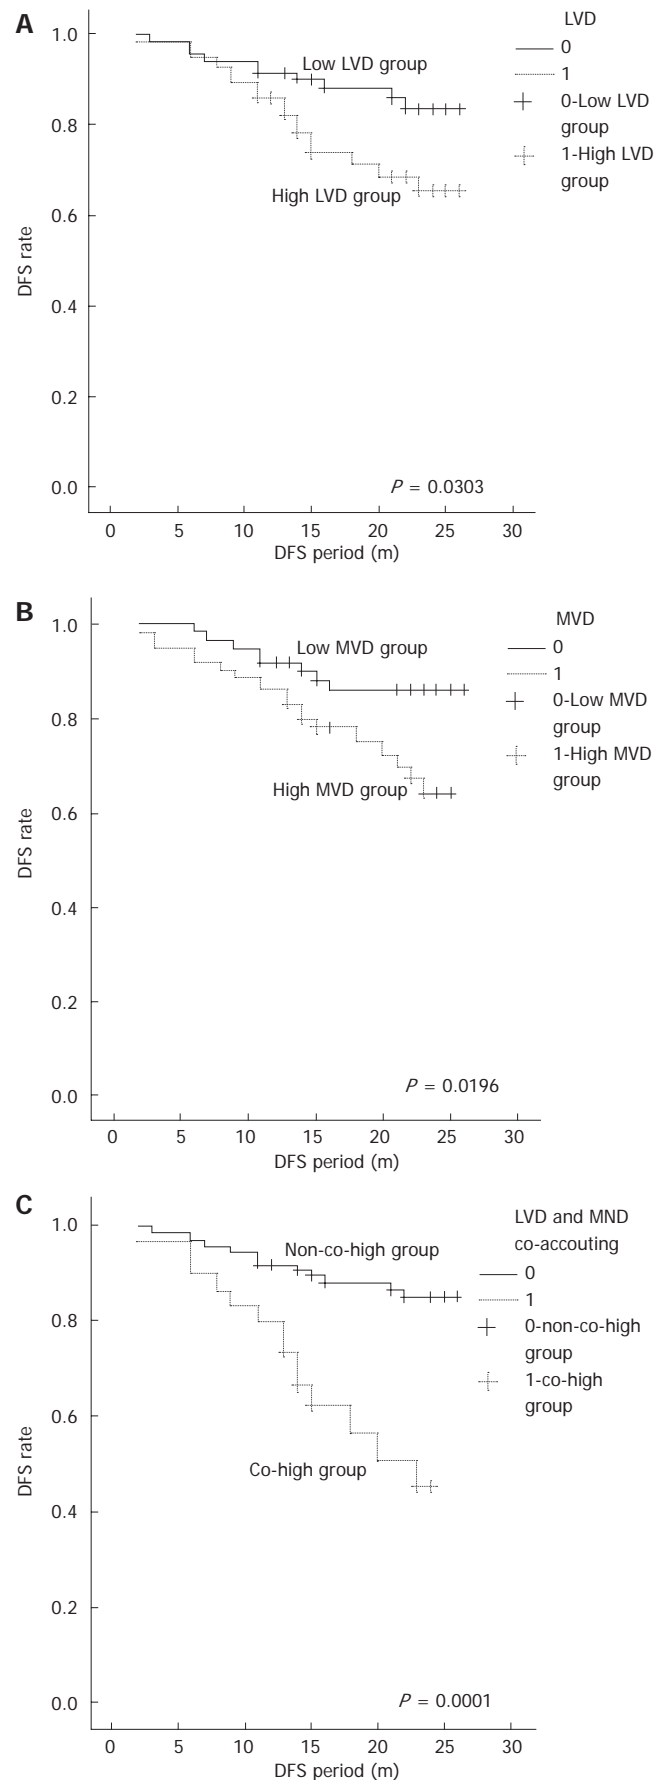 A
LVD
0
1
0-Low LVD
group
1-High LVD
group
Low LVD group
High LVD group
1.0
0.8
0.6
0.4
0.2
0.0
DFS rate
P = 0.0303
0 5 10 15 20 25 30
DFS period (m)
B
MVD
0
1
0-Low MVD
group
1-High MVD
group
Low MVD group
High MVD group
1.0
0.8
0.6
0.4
0.2
0.0
DFS rate
P = 0.0196
0 5 10 15 20 25 30
DFS period (m)
C
LVD and MND
co-accouting
0
1
0-non-co-high
group
1-co-high
group
Non-co-high group
Co-high group
1.0
0.8
0.6
0.4
0.2
0.0
DFS rate
P = 0.0001
0 5 10 15 20 25 30
DFS period (m)